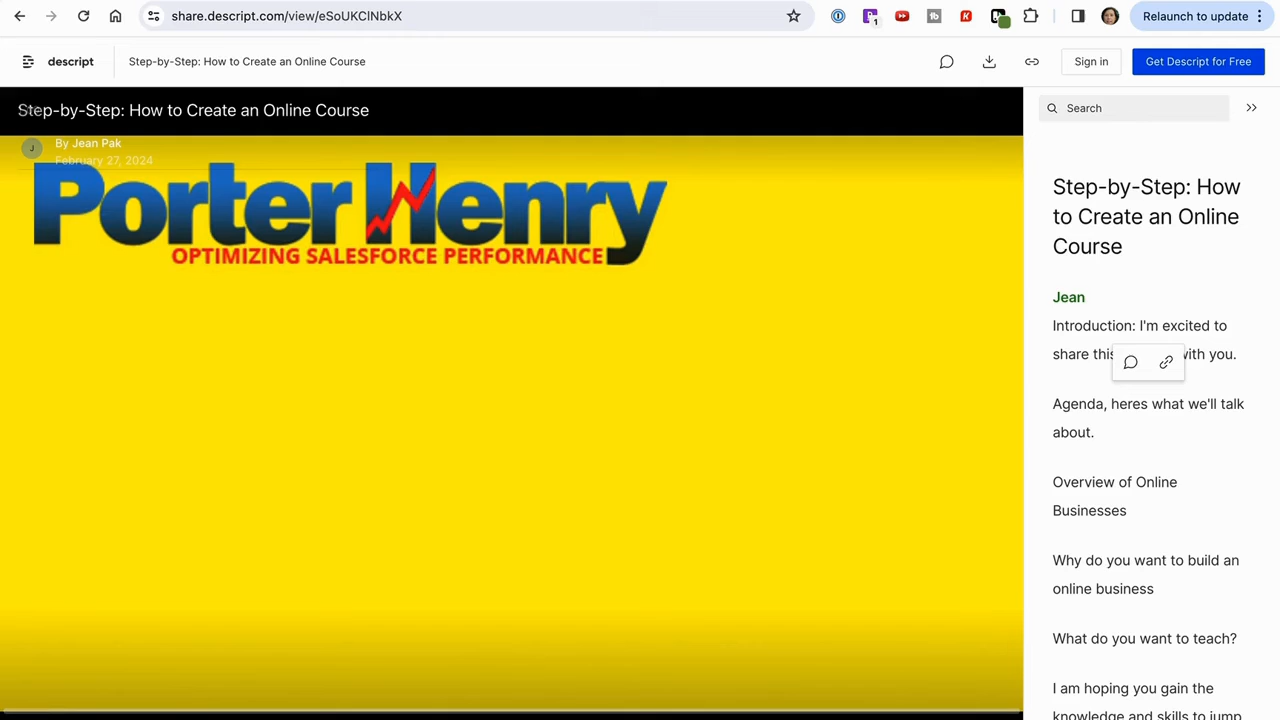 share.descript.com/view/eSoUKClNbkX
1
Relaunch to update
descript
Step-by-Step: How to Create an Online Course
Sign in
Get Descript for Free
Step-by-Step: How to Create an Online Course
J
By Jean Pak
February 27, 2024
Porter Henry
OPTIMIZING SALESFORCE PERFORMANCE
Search
Step-by-Step: How
to Create an Online
Course
Jean
Introduction: I'm excited to
share this with you.
Agenda, heres what we'll talk
about.
Overview of Online
Businesses
Why do you want to build an
online business
What do you want to teach?
I am hoping you gain the
knowledge and skills to jump